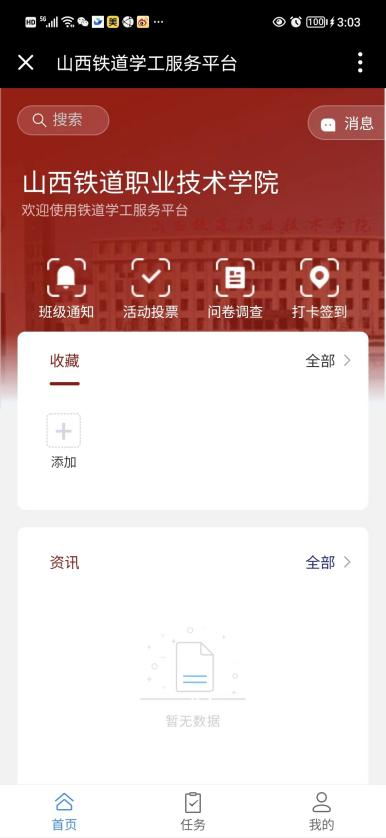 HD 5G 100 3:03
山西铁道学工服务平台
搜索
消息
山西铁道职业技术学院
欢迎使用铁道学工服务平台
班级通知 活动投票 问卷调查 打卡签到
收藏 全部
添加
资讯 全部
暂无数据
首页 任务 我的